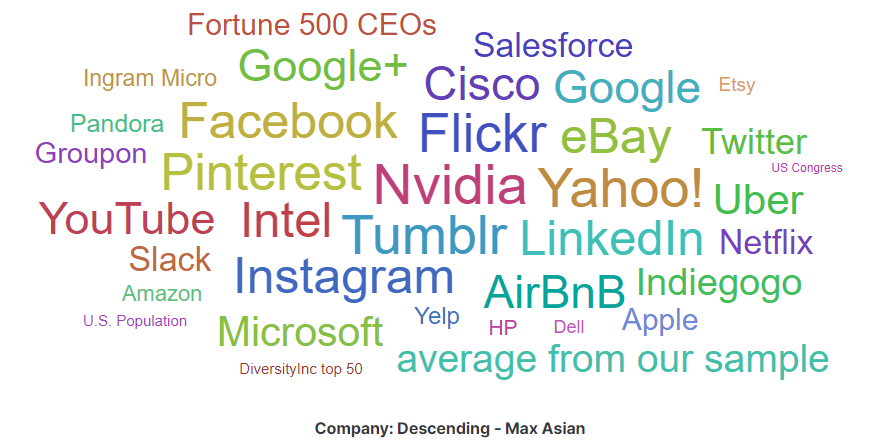 Fortune 500 CEOs
Salesforce
Google+
Ingram Micro
Cisco
Google
Etsy
Pandora
Facebook
Flickr
eBay
Twitter
Groupon
Pinterest
US Congress
Nvidia
Yahoo!
Uber
YouTube
Intel
Tumblr
LinkedIn
Netflix
Slack
Instagram
AirBnB
Indiegogo
Amazon
U.S. Population
Microsoft
Yelp
HP
Dell
Apple
DiversityInc top 50
average from our sample
Company: Descending - Max Asian